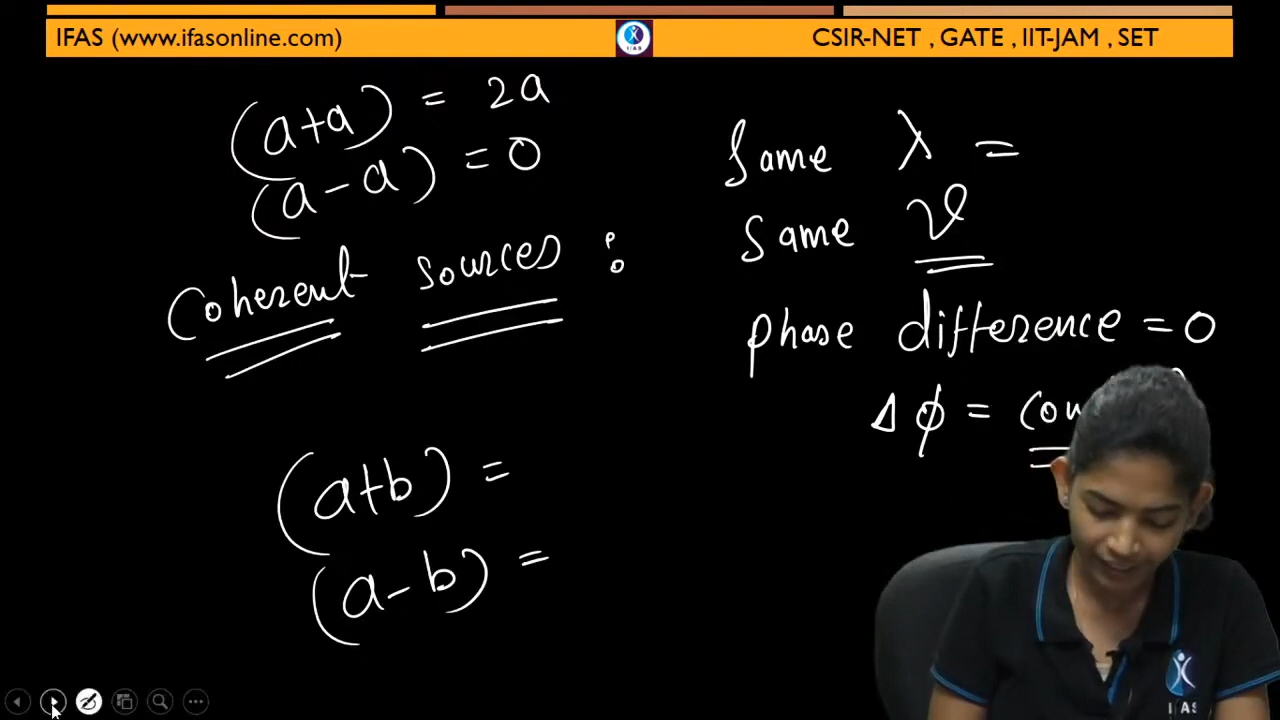 IFAS (www.ifasonline.com)
CSIR-NET , GATE , IIT-JAM , SET
(a+a) = 2a
(a-a) = 0
Coherent sources :
(a+b) =
(a-b) =
Same λ =
Same ν
phase difference = 0
Δφ =
IFAS